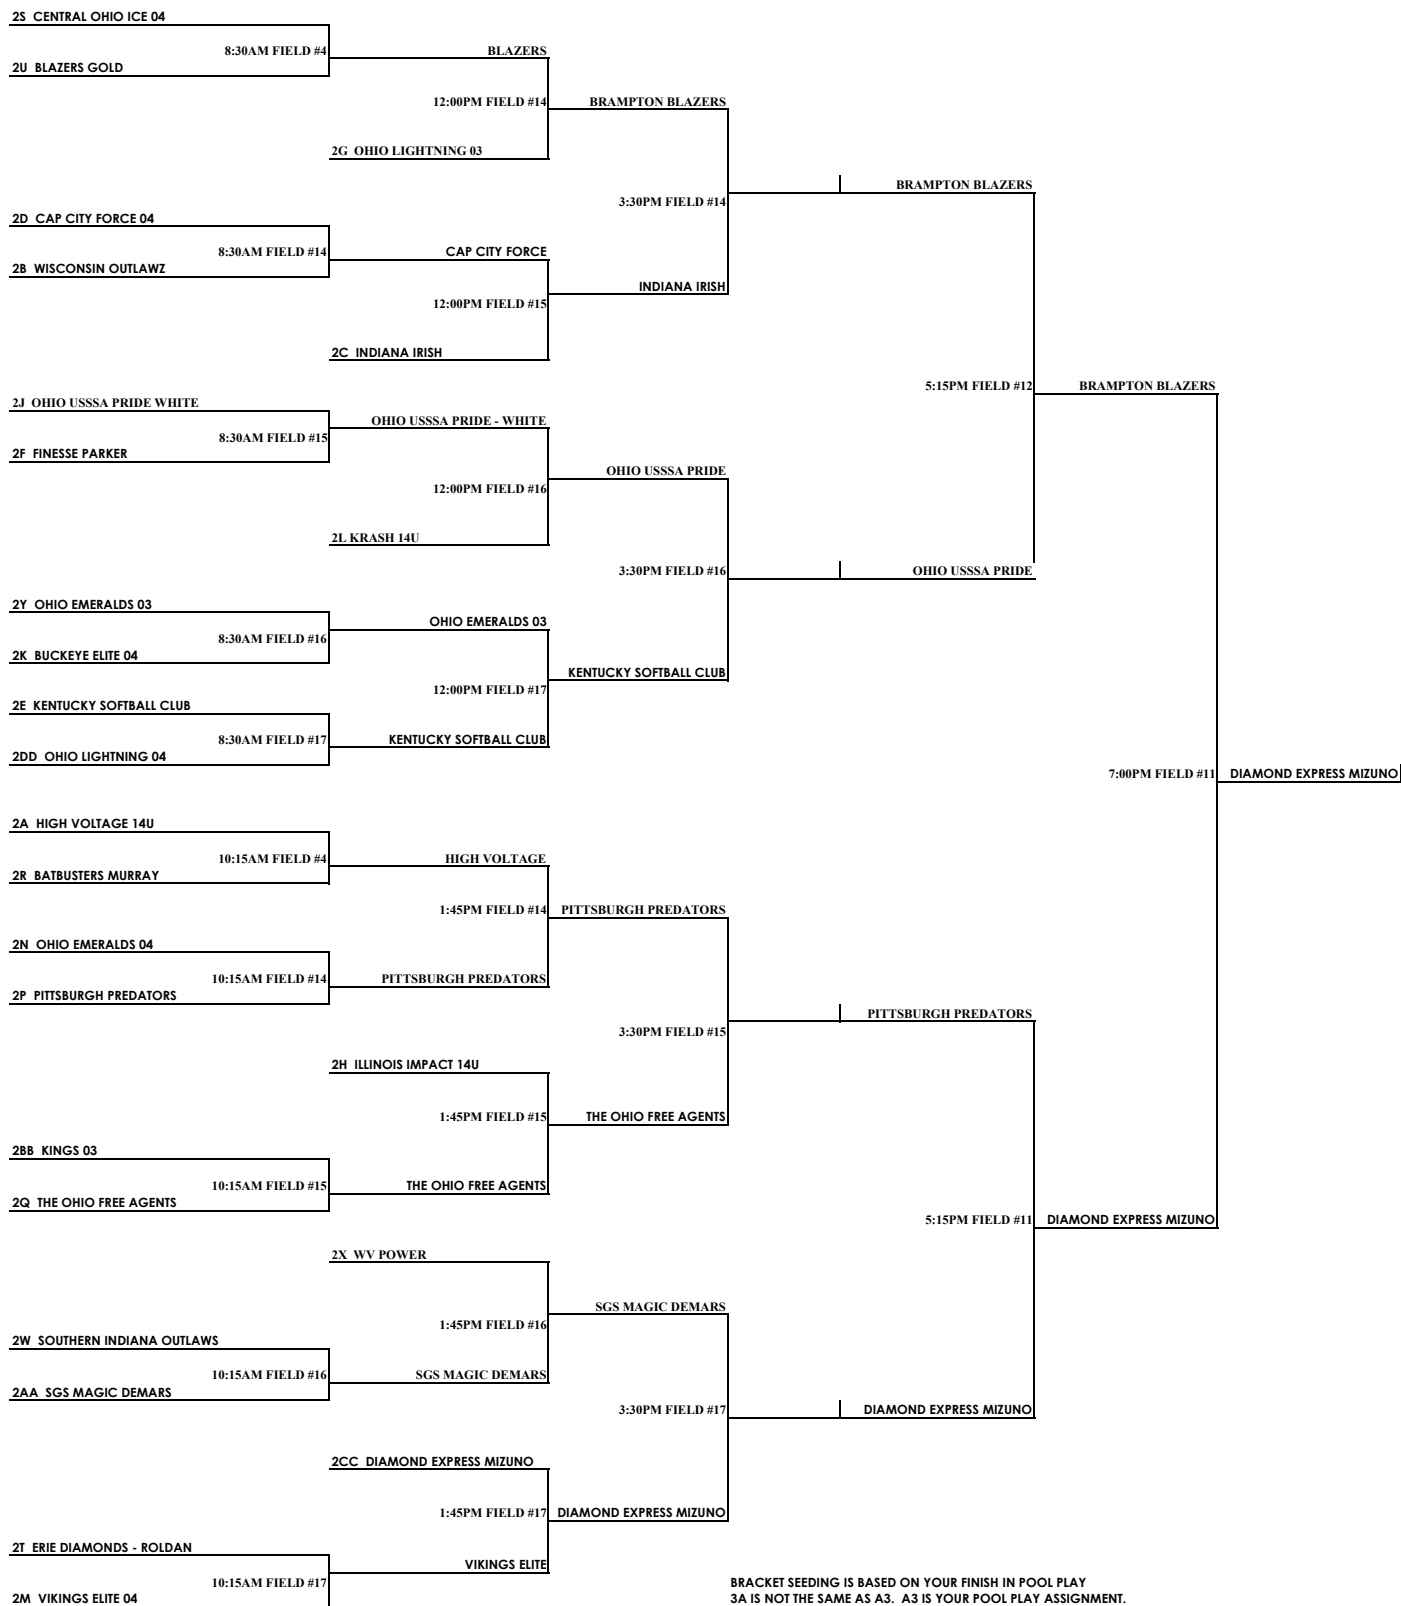 2S  CENTRAL OHIO ICE 04
8:30AM FIELD #4
BLAZERS
2U  BLAZERS GOLD
12:00PM FIELD #14
BRAMPTON BLAZERS
2G  OHIO LIGHTNING 03
BRAMPTON BLAZERS
3:30PM FIELD #14
2D  CAP CITY FORCE 04
8:30AM FIELD #14
CAP CITY FORCE
2B  WISCONSIN OUTLAWZ
INDIANA IRISH
12:00PM FIELD #15
2C  INDIANA IRISH
5:15PM FIELD #12
BRAMPTON BLAZERS
2J  OHIO USSSA PRIDE WHITE
OHIO USSSA PRIDE - WHITE
8:30AM FIELD #15
2F  FINESSE PARKER
OHIO USSSA PRIDE
12:00PM FIELD #16
2L KRASH 14U
3:30PM FIELD #16
OHIO USSSA PRIDE
2Y  OHIO EMERALDS 03
OHIO EMERALDS 03
8:30AM FIELD #16
2K  BUCKEYE ELITE 04
KENTUCKY SOFTBALL CLUB
12:00PM FIELD #17
2E  KENTUCKY SOFTBALL CLUB
8:30AM FIELD #17
KENTUCKY SOFTBALL CLUB
2DD  OHIO LIGHTNING 04
7:00PM FIELD #11
DIAMOND EXPRESS MIZUNO
2A  HIGH VOLTAGE 14U
10:15AM FIELD #4
HIGH VOLTAGE
2R  BATBUSTERS MURRAY
1:45PM FIELD #14
PITTSBURGH PREDATORS
2N  OHIO EMERALDS 04
10:15AM FIELD #14
PITTSBURGH PREDATORS
2P  PITTSBURGH PREDATORS
PITTSBURGH PREDATORS
3:30PM FIELD #15
2H  ILLINOIS IMPACT 14U
1:45PM FIELD #15
THE OHIO FREE AGENTS
2BB  KINGS 03
10:15AM FIELD #15
THE OHIO FREE AGENTS
2Q  THE OHIO FREE AGENTS
5:15PM FIELD #11
DIAMOND EXPRESS MIZUNO
2X  WV POWER
SGS MAGIC DEMARS
1:45PM FIELD #16
2W  SOUTHERN INDIANA OUTLAWS
10:15AM FIELD #16
SGS MAGIC DEMARS
2AA  SGS MAGIC DEMARS
3:30PM FIELD #17
DIAMOND EXPRESS MIZUNO
2CC  DIAMOND EXPRESS MIZUNO
1:45PM FIELD #17
DIAMOND EXPRESS MIZUNO
2T  ERIE DIAMONDS - ROLDAN
VIKINGS ELITE
10:15AM FIELD #17
2M  VIKINGS ELITE 04
BRACKET SEEDING IS BASED ON YOUR FINISH IN POOL PLAY
3A IS NOT THE SAME AS A3.  A3 IS YOUR POOL PLAY ASSIGNMENT.